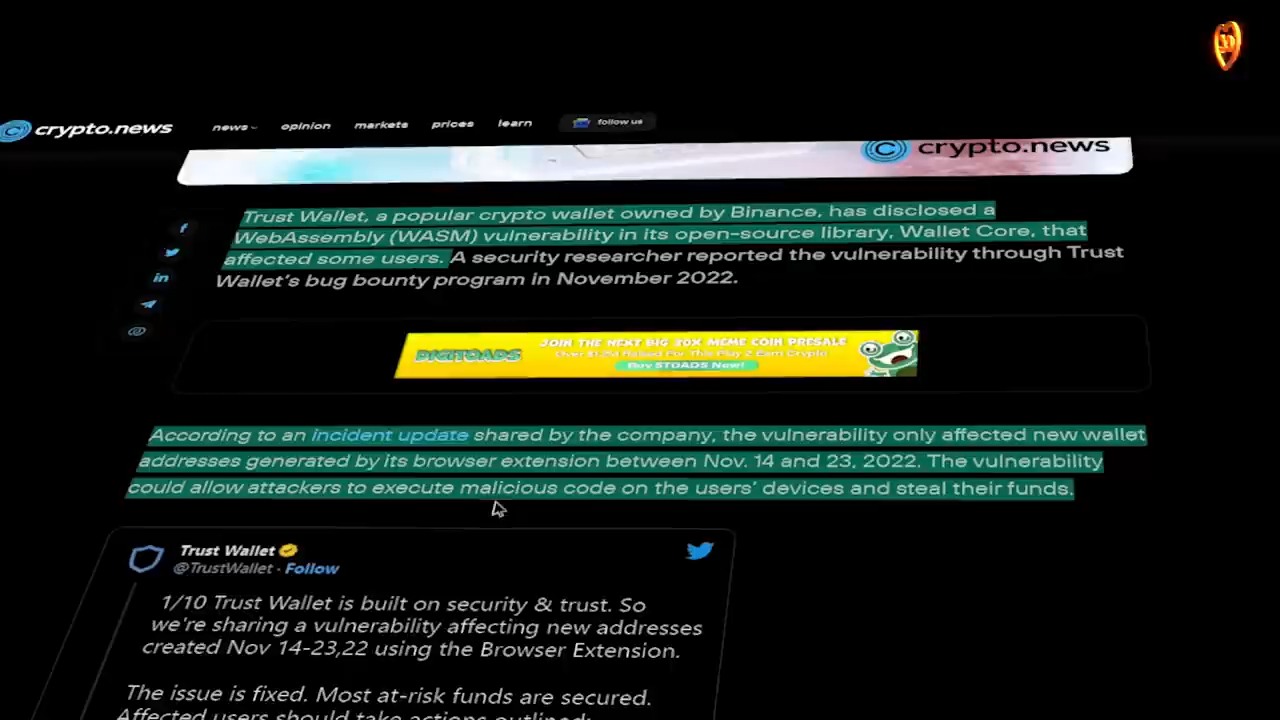 crypto.news
news opinion markets prices learn follow us
crypto.news
Trust Wallet, a popular crypto wallet owned by Binance, has disclosed a
WebAssembly (WASM) vulnerability in its open-source library, Wallet Core, that
affected some users. A security researcher reported the vulnerability through Trust
Wallet's bug bounty program in November 2022.
DIGITOADS
JOIN THE NEXT BIG 20X MEME COIN PRESALE
Raised For This Play 2 Earn Crypto
Buy $TOADS Now!
According to an incident update shared by the company, the vulnerability only affected new wallet
addresses generated by its browser extension between Nov. 14 and 23, 2022. The vulnerability
could allow attackers to execute malicious code on the users' devices and steal their funds.
Trust Wallet
@TrustWallet · Follow
1/10 Trust Wallet is built on security & trust. So
we're sharing a vulnerability affecting new addresses
created Nov 14-23,22 using the Browser Extension.
The issue is fixed. Most at-risk funds are secured.
Affected users should take actions outlined: